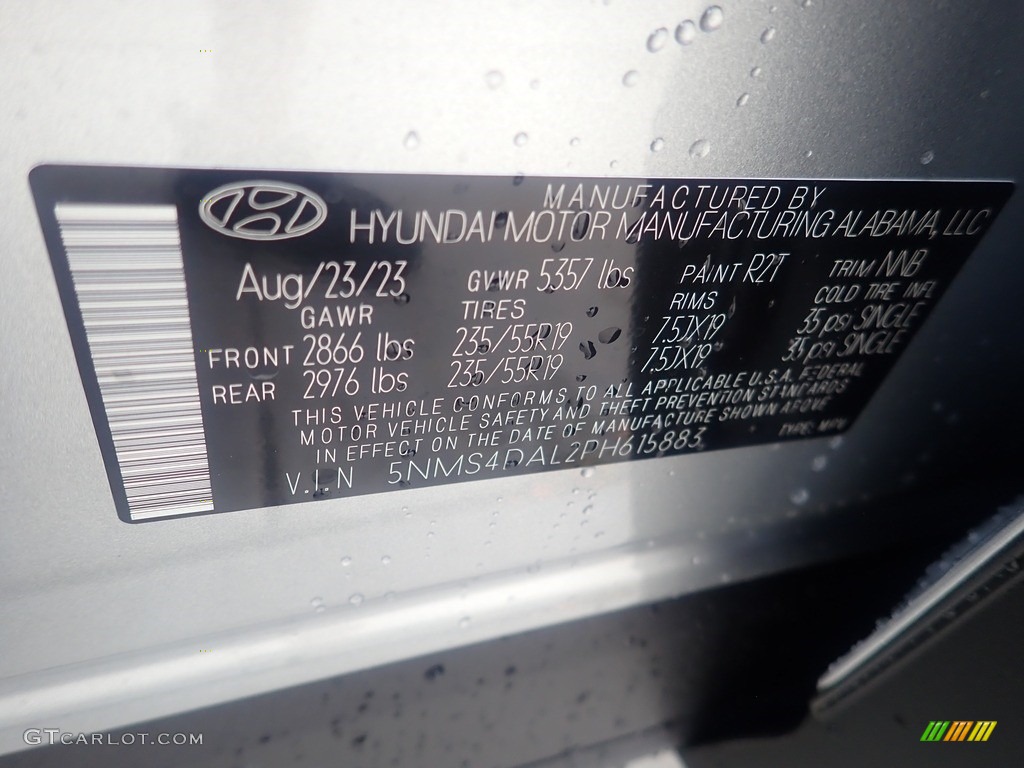 MANUFACTURED BY
HYUNDAI MOTOR MANUFACTURING ALABAMA, LLC
Aug/23/23 GVWR 5357 lbs PAINT R2T TRIM NNB
GAWR TIRES RIMS COLD TIRE INFL
FRONT 2866 lbs 235/55R19 7.5JX19 35 psi SINGLE
REAR 2976 lbs 235/55R19 7.5JX19 35 psi SINGLE
THIS VEHICLE CONFORMS TO ALL APPLICABLE U.S.A. FEDERAL
MOTOR VEHICLE SAFETY AND THEFT PREVENTION STANDARDS
IN EFFECT ON THE DATE OF MANUFACTURE SHOWN ABOVE
V.I.N 5NMS4DAL2PH615883 TYPE: MPV
GTCARLOT.COM